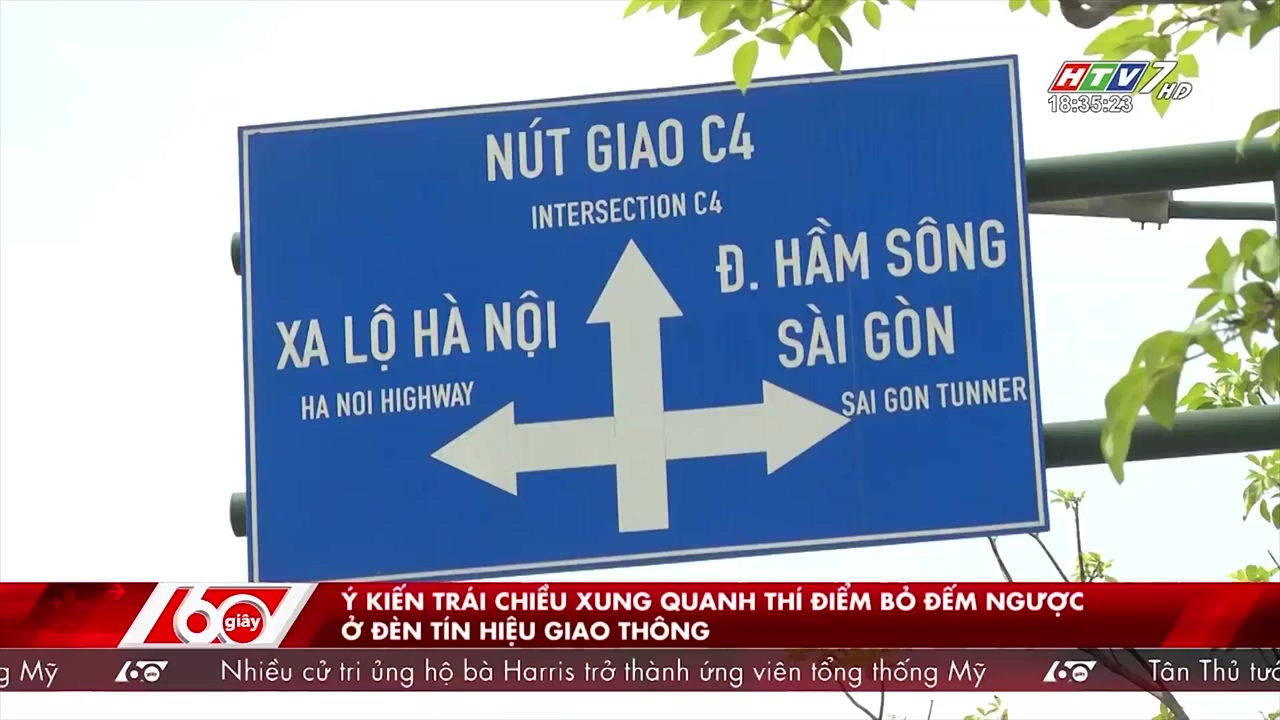 HTV7 HD
18:35:23
NÚT GIAO C4
INTERSECTION C4
Đ. HẦM SÔNG
SÀI GÒN
SAI GON TUNNER
XA LỘ HÀ NỘI
HA NOI HIGHWAY
60 giây
Ý KIẾN TRÁI CHIỀU XUNG QUANH THÍ ĐIỂM BỎ ĐẾM NGƯỢC
Ở ĐÈN TÍN HIỆU GIAO THÔNG
g Mỹ 60 giây Nhiều cử tri ủng hộ bà Harris trở thành ứng viên tổng thống Mỹ 60 giây Tân Thủ tướ